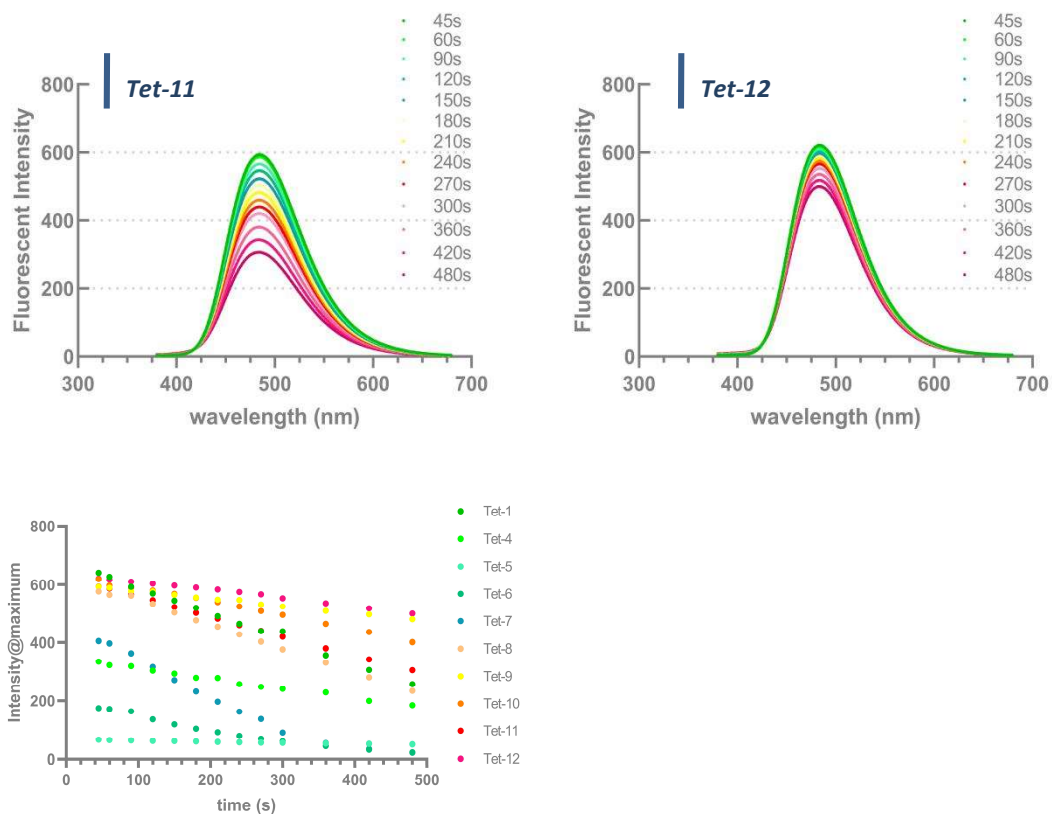 Tet-11
Fluorescent Intensity
800
600
400
200
0
300
400
500
600
700
wavelength (nm)
45s
60s
90s
120s
150s
180s
210s
240s
270s
300s
360s
420s
480s
Tet-12
Fluorescent Intensity
800
600
400
200
0
300
400
500
600
700
wavelength (nm)
45s
60s
90s
120s
150s
180s
210s
240s
270s
300s
360s
420s
480s
Intensity@maximum
800
600
400
200
0
0
100
200
300
400
500
time (s)
Tet-1
Tet-4
Tet-5
Tet-6
Tet-7
Tet-8
Tet-9
Tet-10
Tet-11
Tet-12